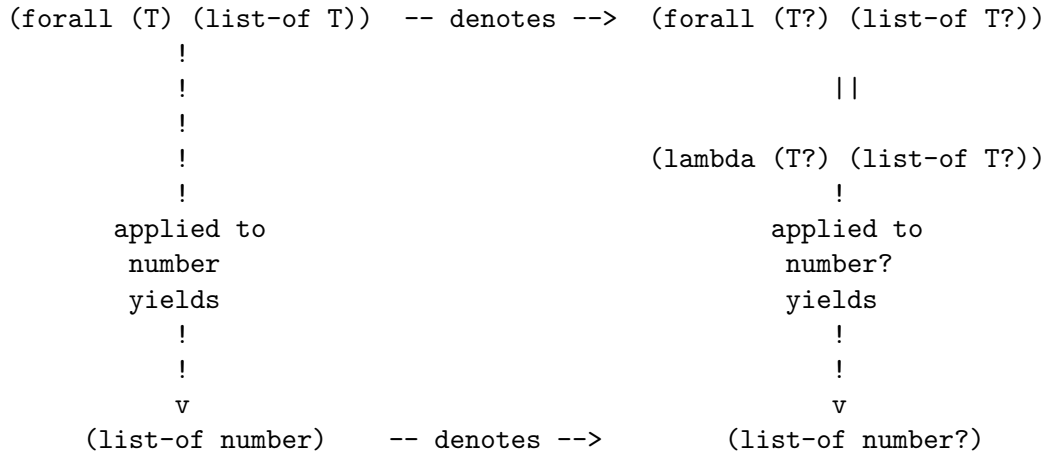 (forall (T) (list-of T)) -- denotes --> (forall (T?) (list-of T?))
!
! ||
!
! (lambda (T?) (list-of T?))
! !
applied to applied to
number number?
yields yields
! !
! !
v v
(list-of number) -- denotes --> (list-of number?)